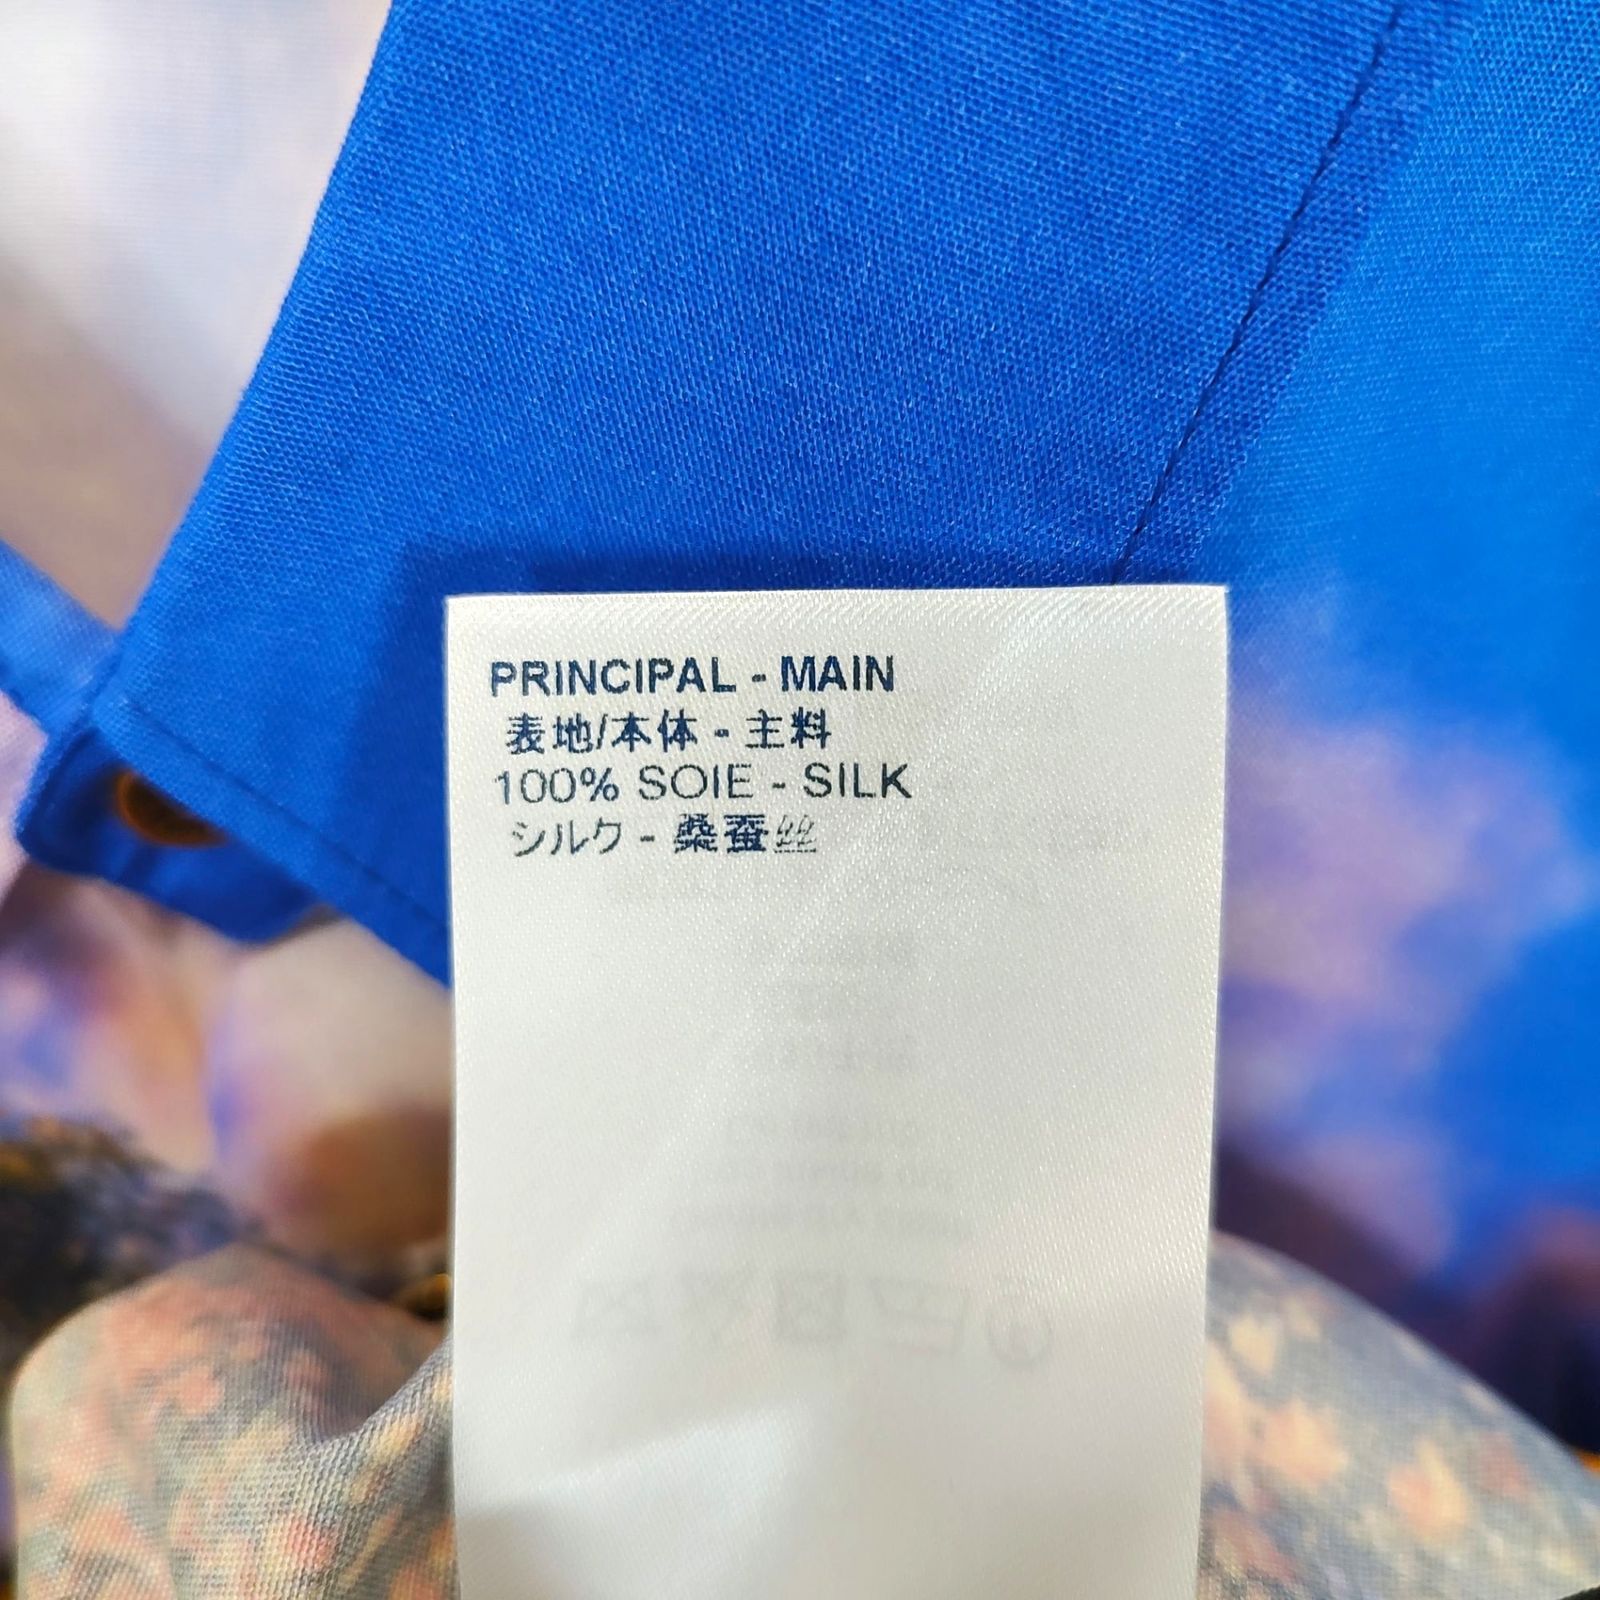 PRINCIPAL - MAIN
表地/本体 - 主料
100% SOIE - SILK
シルク - 桑蚕丝